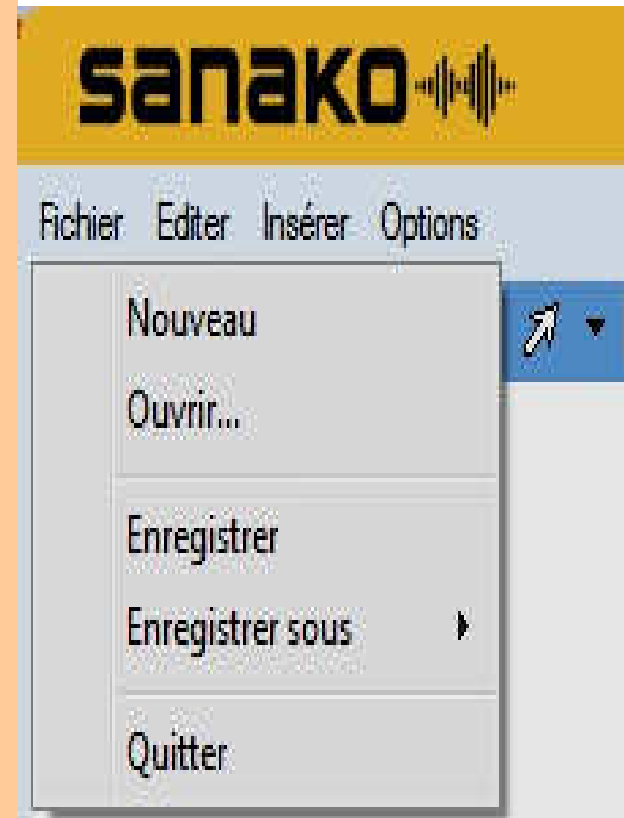 sanako
Fichier Editer Insérer Options
Nouveau
Ouvrir...
Enregistrer
Enregistrer sous
Quitter